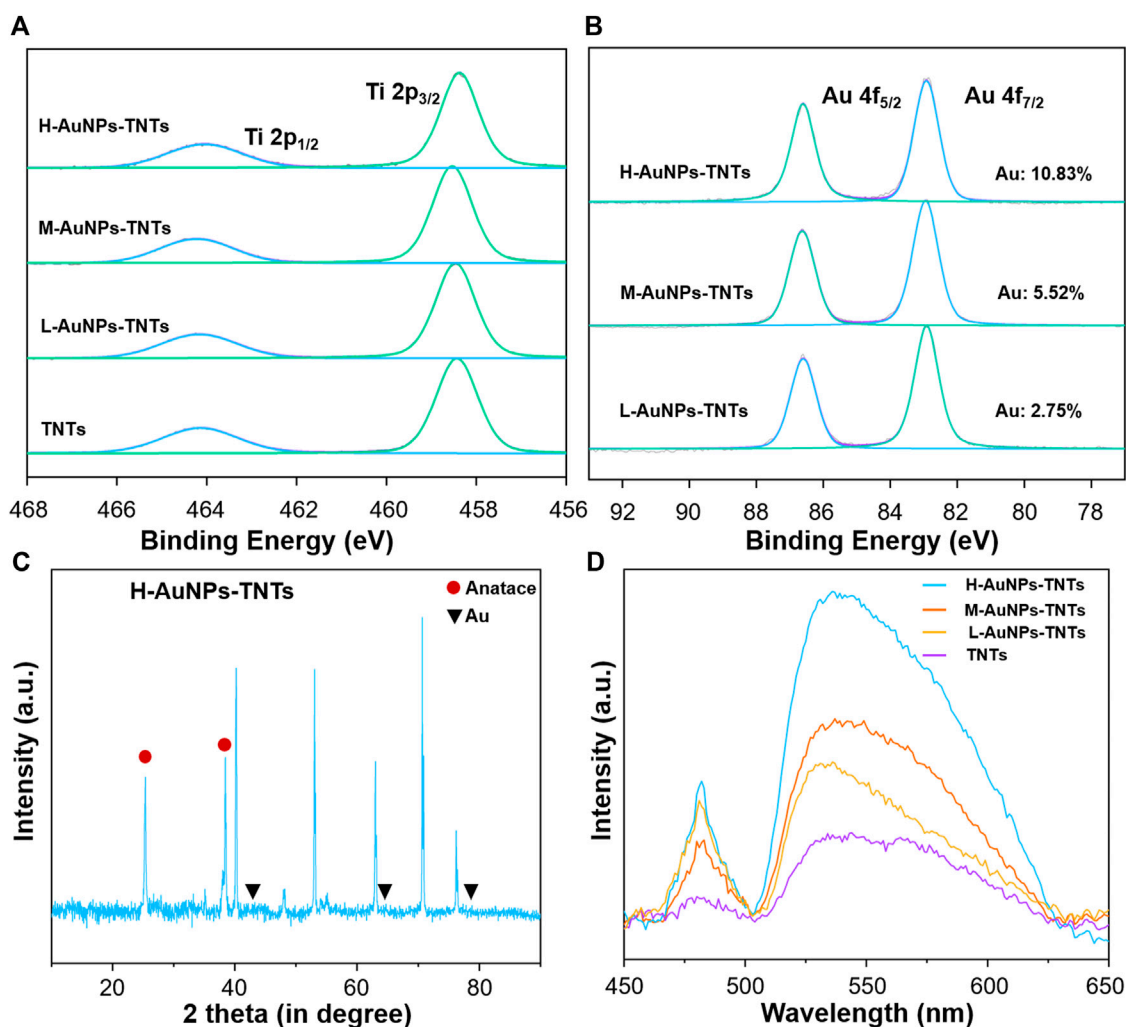 A
H-AuNPs-TNTs
Ti 2p1/2
Ti 2p3/2
M-AuNPs-TNTs
L-AuNPs-TNTs
TNTs
468 466 464 462 460 458 456
Binding Energy (eV)
B
Au 4f5/2
Au 4f7/2
H-AuNPs-TNTs
Au: 10.83%
M-AuNPs-TNTs
Au: 5.52%
L-AuNPs-TNTs
Au: 2.75%
92 90 88 86 84 82 80 78
Binding Energy (eV)
C
H-AuNPs-TNTs
Anatace
Au
Intensity (a.u.)
20 40 60 80
2 theta (in degree)
D
H-AuNPs-TNTs
M-AuNPs-TNTs
L-AuNPs-TNTs
TNTs
Intensity (a.u.)
450 500 550 600 650
Wavelength (nm)